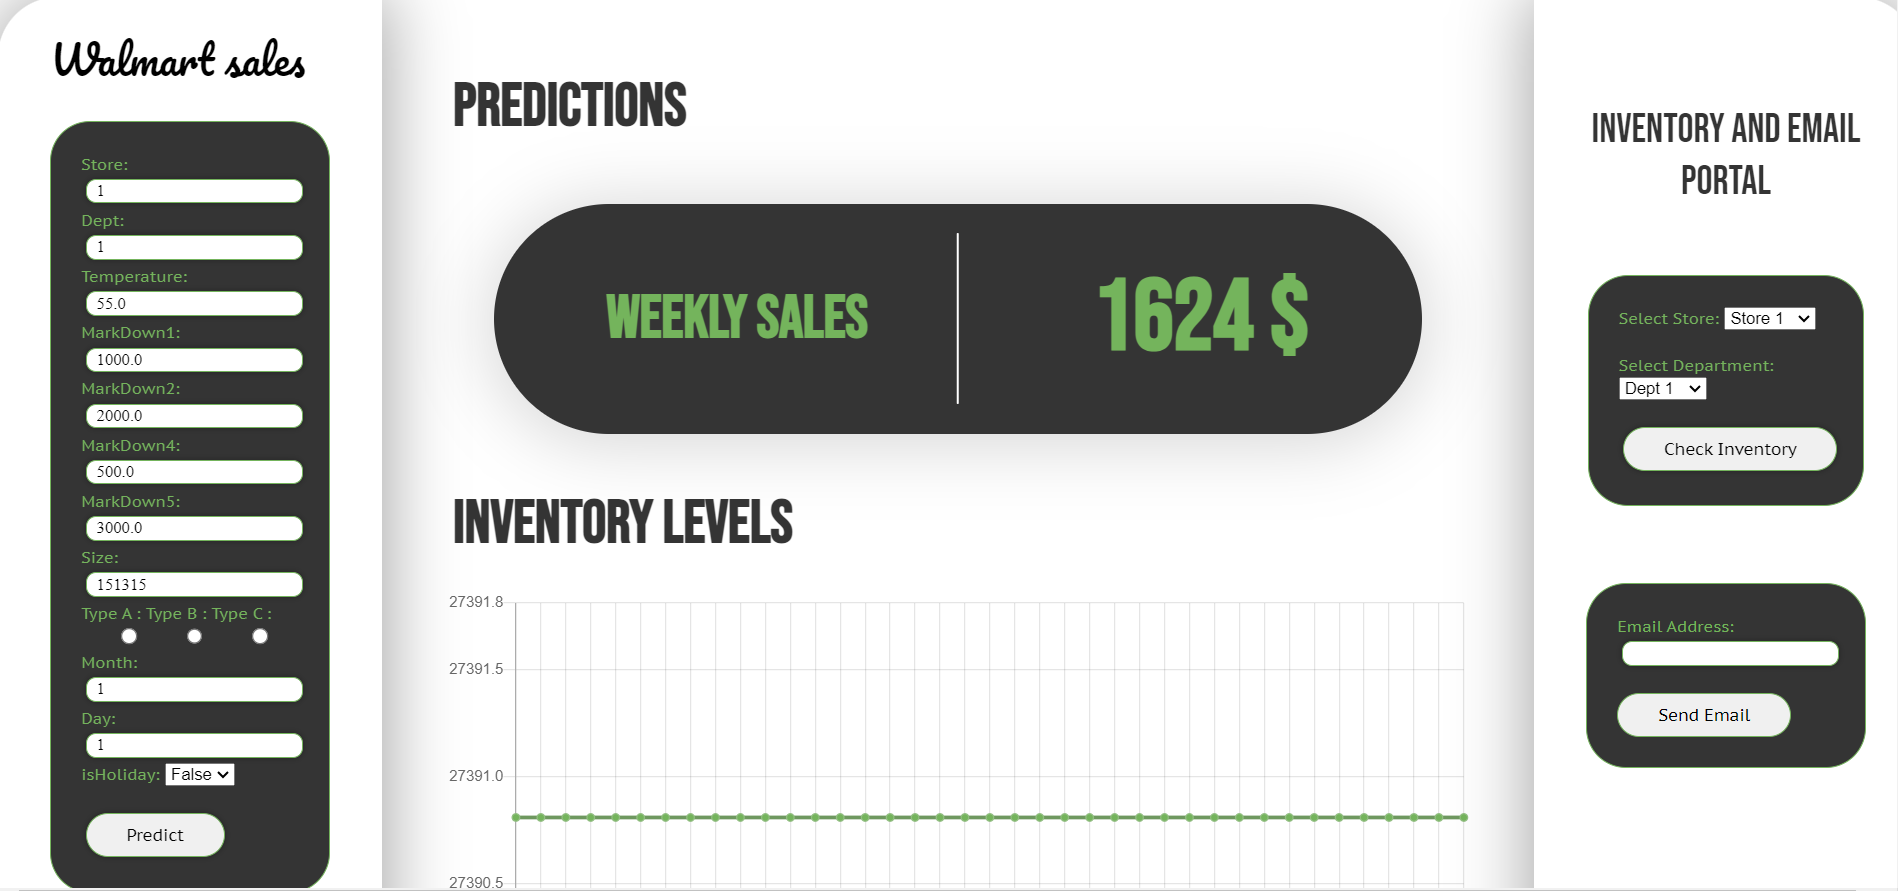 Walmart sales
Store:
1
Dept:
1
Temperature:
55.0
MarkDown1:
1000.0
MarkDown2:
2000.0
MarkDown4:
500.0
MarkDown5:
3000.0
Size:
151315
Type A : Type B : Type C :
Month:
1
Day:
1
isHoliday: False
Predict
PREDICTIONS
WEEKLY SALES
1624 $
INVENTORY LEVELS
27391.8
27391.5
27391.0
27390.5
INVENTORY AND EMAIL
PORTAL
Select Store: Store 1
Select Department:
Dept 1
Check Inventory
Email Address:
Send Email